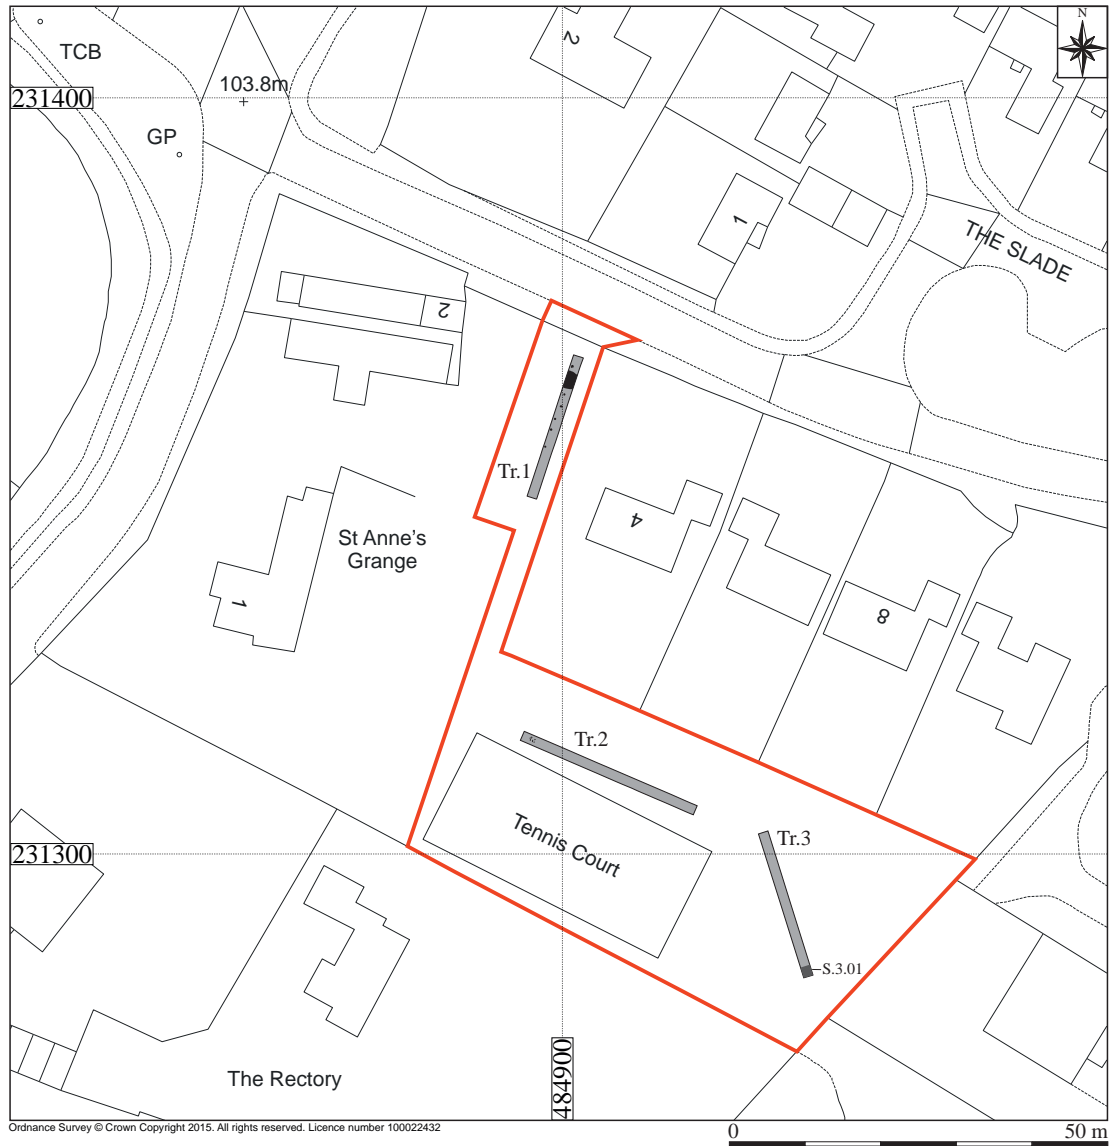 N
TCB
2
103.8m
231400
GP
1
THE SLADE
2
Tr.1
4
St Anne's
Grange
1
8
Tr.2
Tennis Court
Tr.3
231300
S.3.01
484900
The Rectory
Ordnance Survey © Crown Copyright 2015. All rights reserved. Licence number 100022432
0 50 m